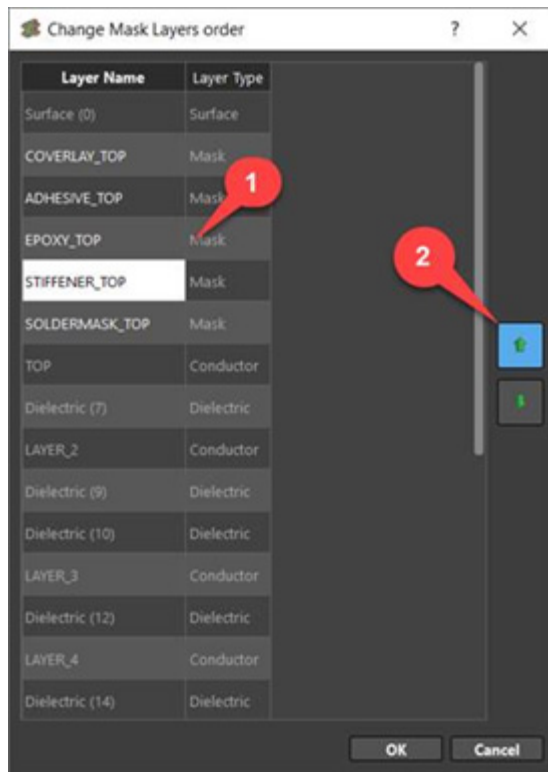 Change Mask Layers order ? ×
Layer Name Layer Type
Surface (0) Surface
COVERLAY_TOP Mask
ADHESIVE_TOP Mask
1
EPOXY_TOP Mask
2
STIFFENER_TOP Mask
SOLDERMASK_TOP Mask
TOP Conductor
Dielectric (7) Dielectric
LAYER_2 Conductor
Dielectric (9) Dielectric
Dielectric (10) Dielectric
LAYER_3 Conductor
Dielectric (12) Dielectric
LAYER_4 Conductor
Dielectric (14) Dielectric
OK Cancel